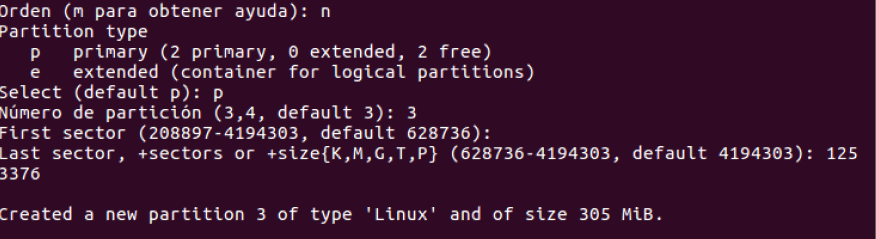 Orden (m para obtener ayuda): n
Partition type
   p   primary (2 primary, 0 extended, 2 free)
   e   extended (container for logical partitions)
Select (default p): p
Número de partición (3,4, default 3): 3
First sector (208897-4194303, default 628736):
Last sector, +sectors or +size{K,M,G,T,P} (628736-4194303, default 4194303): 125
3376
Created a new partition 3 of type 'Linux' and of size 305 MiB.